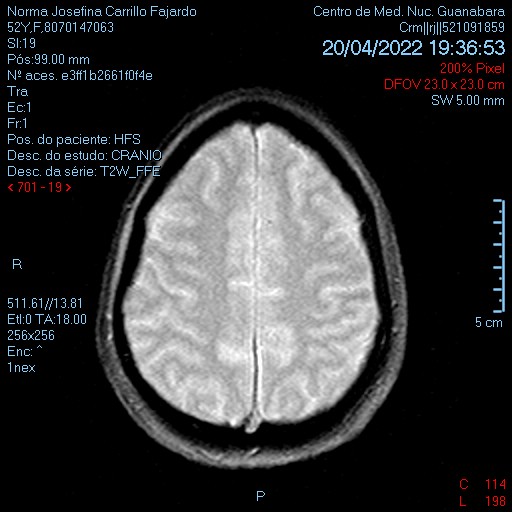 Norma Josefina Carrillo Fajardo
52Y,F,8070147063
Sl:19
Pós:99.00 mm
Nº aces. e3ff1b2661f0f4e
Tra
Ec:1
Fr:1
Pos. do paciente: HFS
Desc. do estudo: CRANIO
Desc. da série: T2W_FFE
< 701 - 19 >
Centro de Med. Nuc. Guanabara
Crm||rj||521091859
20/04/2022 19:36:53
200% Pixel
DFOV 23.0 x 23.0 cm
SW 5.00 mm
R
511.61//13.81
Etl:0 TA:18.00
256x256
Enc: ^
1nex
5 cm
P
C 114
L 198